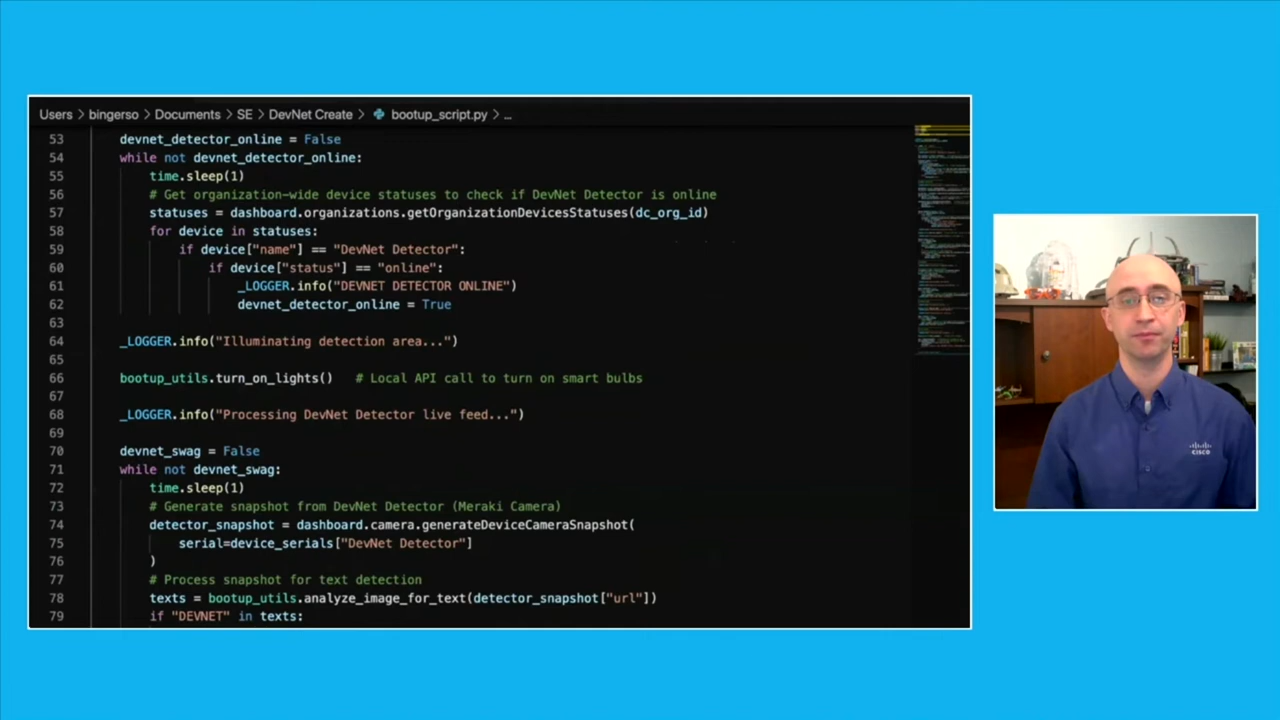 Users > bingerso > Documents > SE > DevNet Create > bootup_script.py > ...
53 devnet_detector_online = False
54 while not devnet_detector_online:
55 time.sleep(1)
56 # Get organization-wide device statuses to check if DevNet Detector is online
57 statuses = dashboard.organizations.getOrganizationDevicesStatuses(dc_org_id)
58 for device in statuses:
59 if device["name"] == "DevNet Detector":
60 if device["status"] == "online":
61 _LOGGER.info("DEVNET DETECTOR ONLINE")
62 devnet_detector_online = True
63
64 _LOGGER.info("Illuminating detection area...")
65
66 bootup_utils.turn_on_lights() # Local API call to turn on smart bulbs
67
68 _LOGGER.info("Processing DevNet Detector live feed...")
69
70 devnet_swag = False
71 while not devnet_swag:
72 time.sleep(1)
73 # Generate snapshot from DevNet Detector (Meraki Camera)
74 detector_snapshot = dashboard.camera.generateDeviceCameraSnapshot(
75 serial=device_serials["DevNet Detector"]
76 )
77 # Process snapshot for text detection
78 texts = bootup_utils.analyze_image_for_text(detector_snapshot["url"])
79 if "DEVNET" in texts:
CISCO